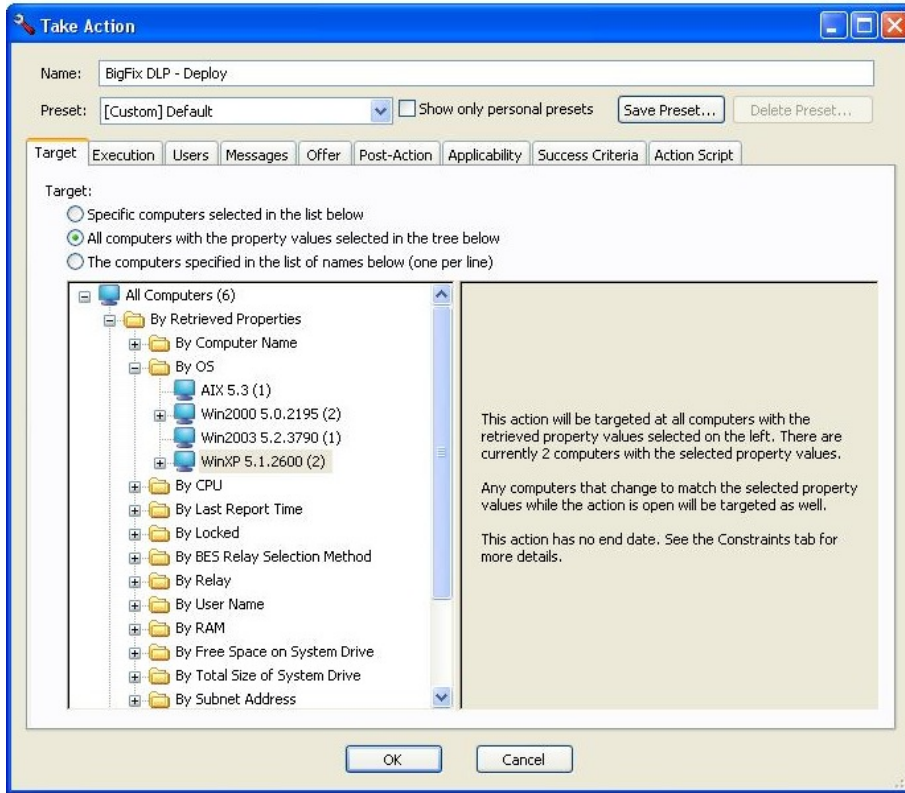 Take Action
Name: BigFix DLP - Deploy
Preset: [Custom] Default Show only personal presets Save Preset... Delete Preset...
Target Execution Users Messages Offer Post-Action Applicability Success Criteria Action Script
Target:
Specific computers selected in the list below
All computers with the property values selected in the tree below
The computers specified in the list of names below (one per line)
All Computers (6)
By Retrieved Properties
By Computer Name
By OS
AIX 5.3 (1)
Win2000 5.0.2195 (2)
Win2003 5.2.3790 (1)
WinXP 5.1.2600 (2)
By CPU
By Last Report Time
By Locked
By BES Relay Selection Method
By Relay
By User Name
By RAM
By Free Space on System Drive
By Total Size of System Drive
By Subnet Address
This action will be targeted at all computers with the
retrieved property values selected on the left. There are
currently 2 computers with the selected property values.
Any computers that change to match the selected property
values while the action is open will be targeted as well.
This action has no end date. See the Constraints tab for
more details.
OK Cancel